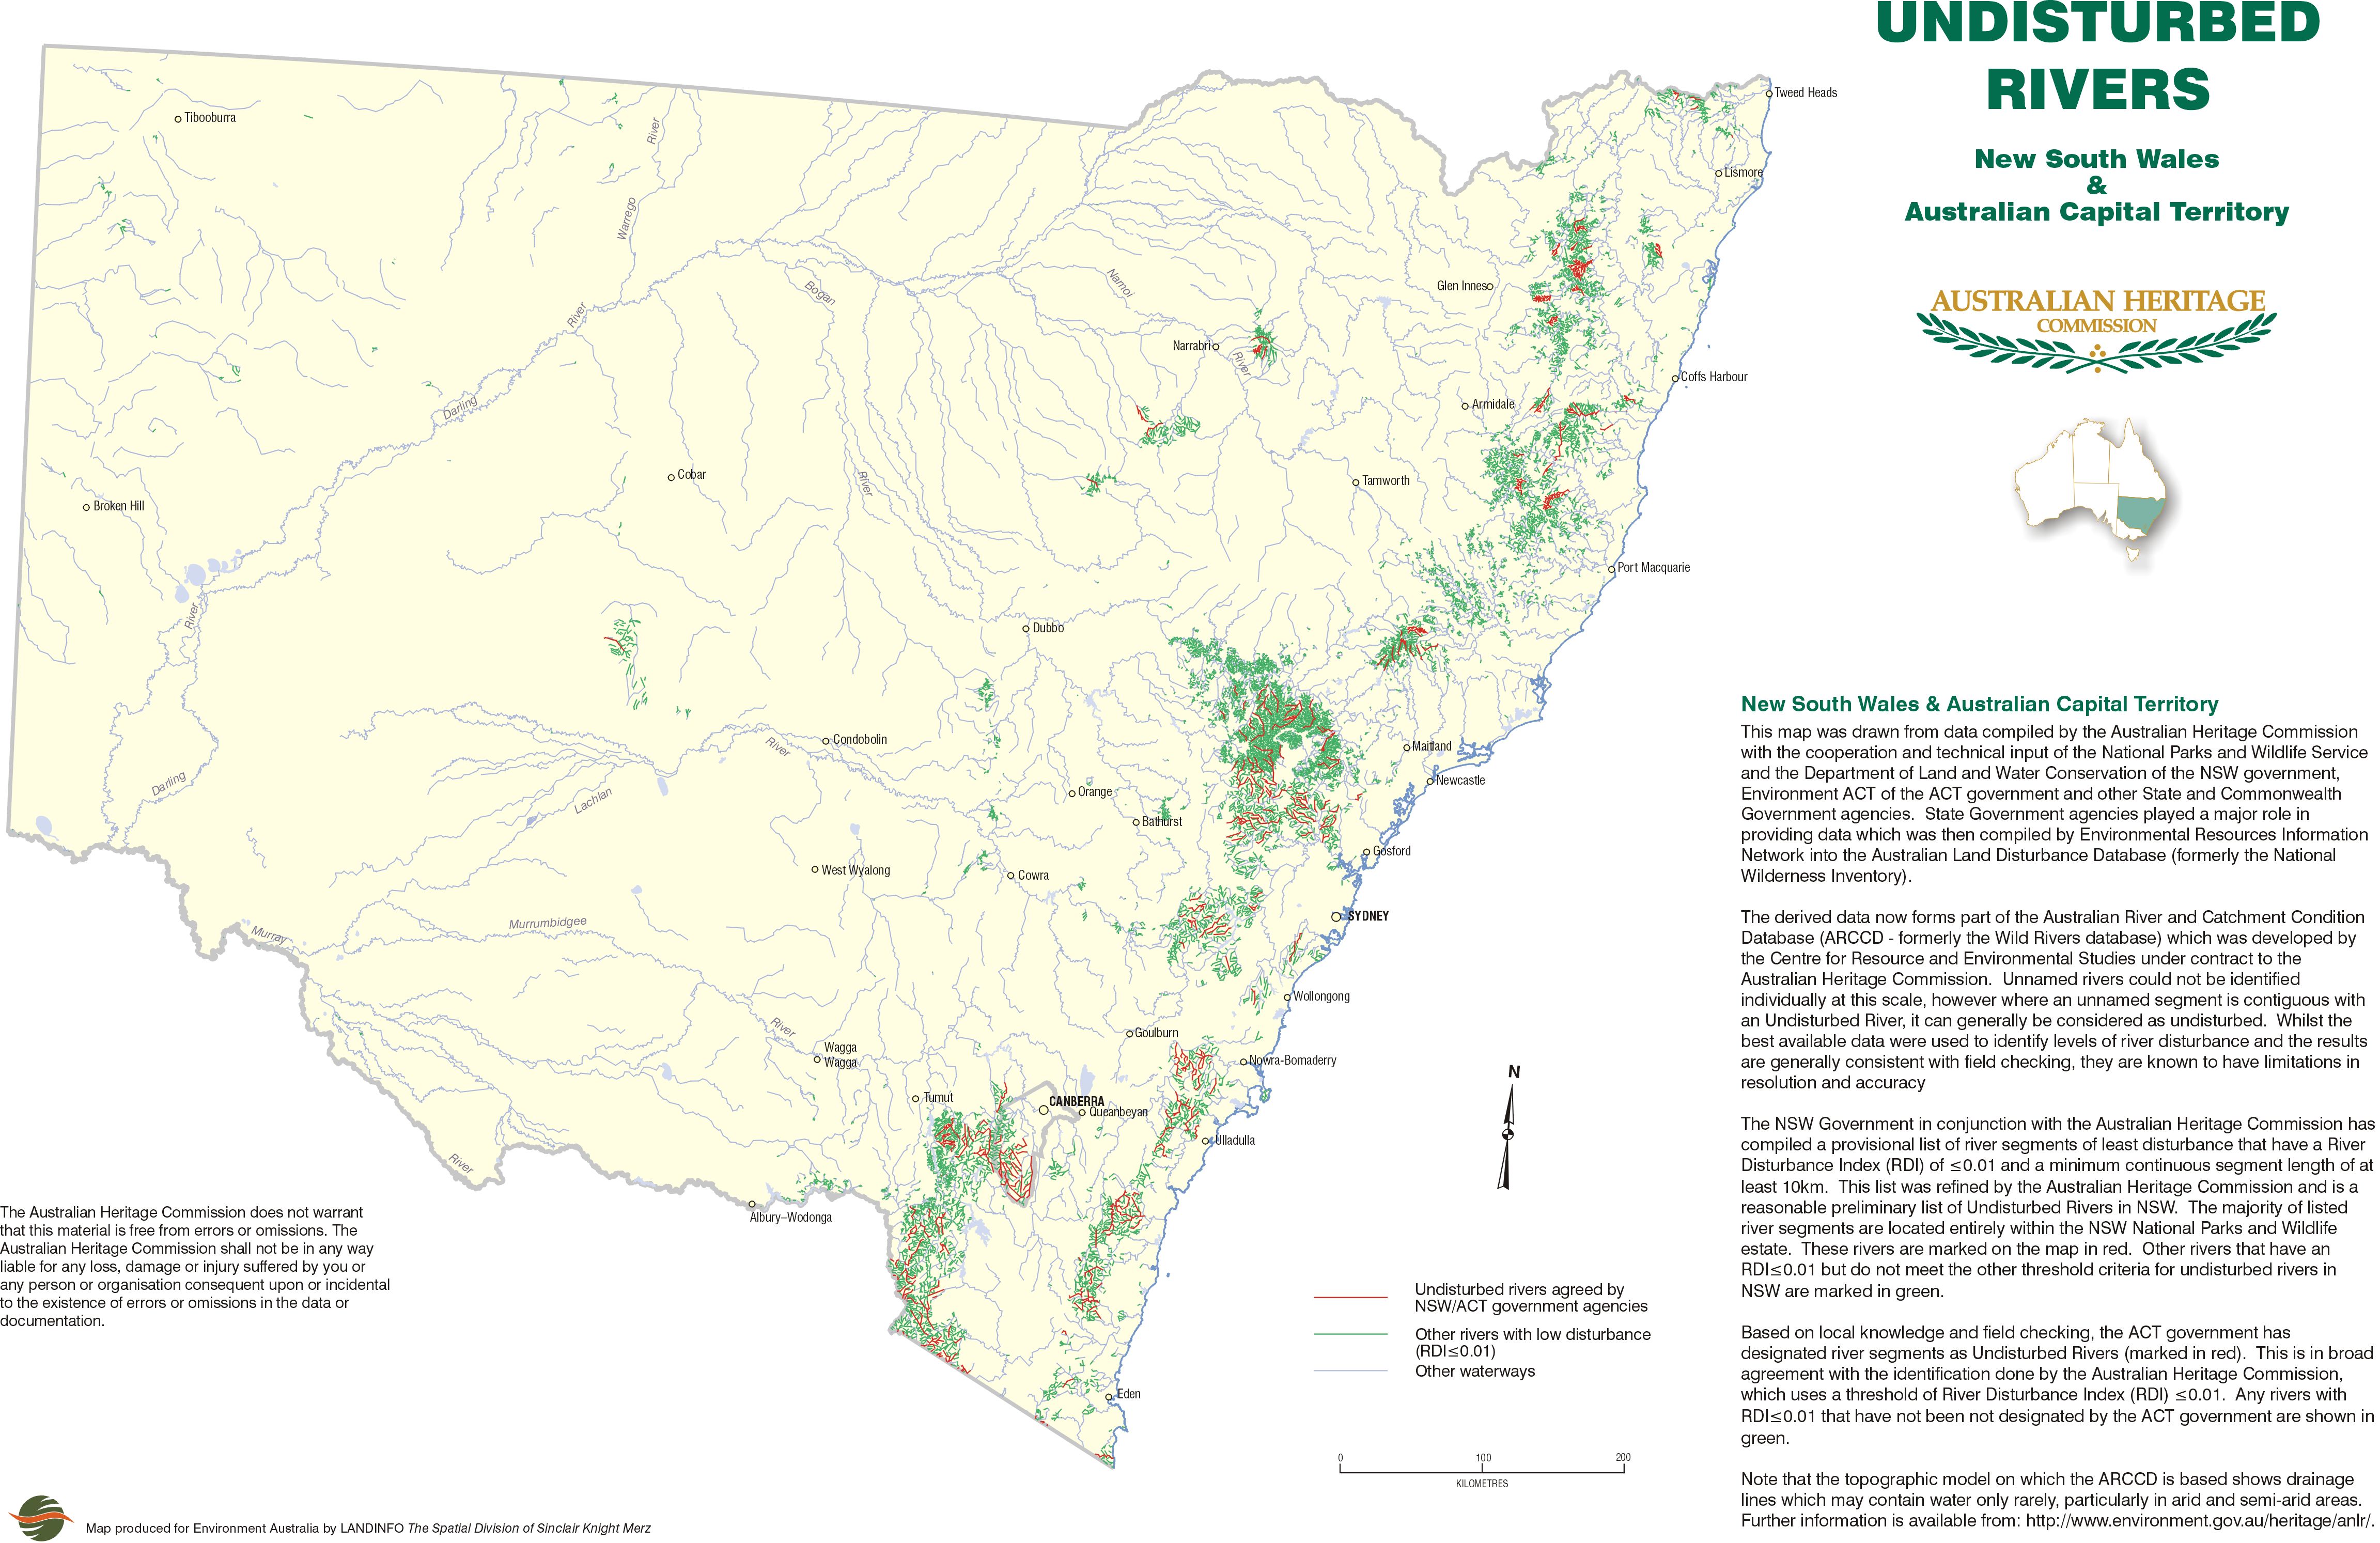 UNDISTURBED
RIVERS
New South Wales
&
Australian Capital Territory
AUSTRALIAN HERITAGE
COMMISSION
Tweed Heads
Tibooburra
River
Lismore
Warrego
Namoi
Bogan
Glen Innes
River
Narrabri
River
Coffs Harbour
Darling
Armidale
Cobar
River
Tamworth
Broken Hill
Port Macquarie
River
Dubbo
Condobolin
River
Maitland
Newcastle
Darling
Lachlan
Orange
Bathurst
Gosford
West Wyalong
Cowra
SYDNEY
Murrumbidgee
Murray
Wollongong
River
Goulburn
Wagga
Wagga
Nowra-Bomaderry
Tumut
CANBERRA
Queanbeyan
Ulladulla
River
Albury–Wodonga
Eden
N
Undisturbed rivers agreed by
NSW/ACT government agencies
Other rivers with low disturbance
(RDI≤0.01)
Other waterways
0 100 200
KILOMETRES
New South Wales & Australian Capital Territory
This map was drawn from data compiled by the Australian Heritage Commission
with the cooperation and technical input of the National Parks and Wildlife Service
and the Department of Land and Water Conservation of the NSW government,
Environment ACT of the ACT government and other State and Commonwealth
Government agencies. State Government agencies played a major role in
providing data which was then compiled by Environmental Resources Information
Network into the Australian Land Disturbance Database (formerly the National
Wilderness Inventory).
The derived data now forms part of the Australian River and Catchment Condition
Database (ARCCD - formerly the Wild Rivers database) which was developed by
the Centre for Resource and Environmental Studies under contract to the
Australian Heritage Commission. Unnamed rivers could not be identified
individually at this scale, however where an unnamed segment is contiguous with
an Undisturbed River, it can generally be considered as undisturbed. Whilst the
best available data were used to identify levels of river disturbance and the results
are generally consistent with field checking, they are known to have limitations in
resolution and accuracy
The NSW Government in conjunction with the Australian Heritage Commission has
compiled a provisional list of river segments of least disturbance that have a River
Disturbance Index (RDI) of ≤0.01 and a minimum continuous segment length of at
least 10km. This list was refined by the Australian Heritage Commission and is a
reasonable preliminary list of Undisturbed Rivers in NSW. The majority of listed
river segments are located entirely within the NSW National Parks and Wildlife
estate. These rivers are marked on the map in red. Other rivers that have an
RDI≤0.01 but do not meet the other threshold criteria for undisturbed rivers in
NSW are marked in green.
Based on local knowledge and field checking, the ACT government has
designated river segments as Undisturbed Rivers (marked in red). This is in broad
agreement with the identification done by the Australian Heritage Commission,
which uses a threshold of River Disturbance Index (RDI) ≤0.01. Any rivers with
RDI≤0.01 that have not been not designated by the ACT government are shown in
green.
Note that the topographic model on which the ARCCD is based shows drainage
lines which may contain water only rarely, particularly in arid and semi-arid areas.
Further information is available from: http://www.environment.gov.au/heritage/anlr/.
The Australian Heritage Commission does not warrant
that this material is free from errors or omissions. The
Australian Heritage Commission shall not be in any way
liable for any loss, damage or injury suffered by you or
any person or organisation consequent upon or incidental
to the existence of errors or omissions in the data or
documentation.
Map produced for Environment Australia by LANDINFO The Spatial Division of Sinclair Knight Merz